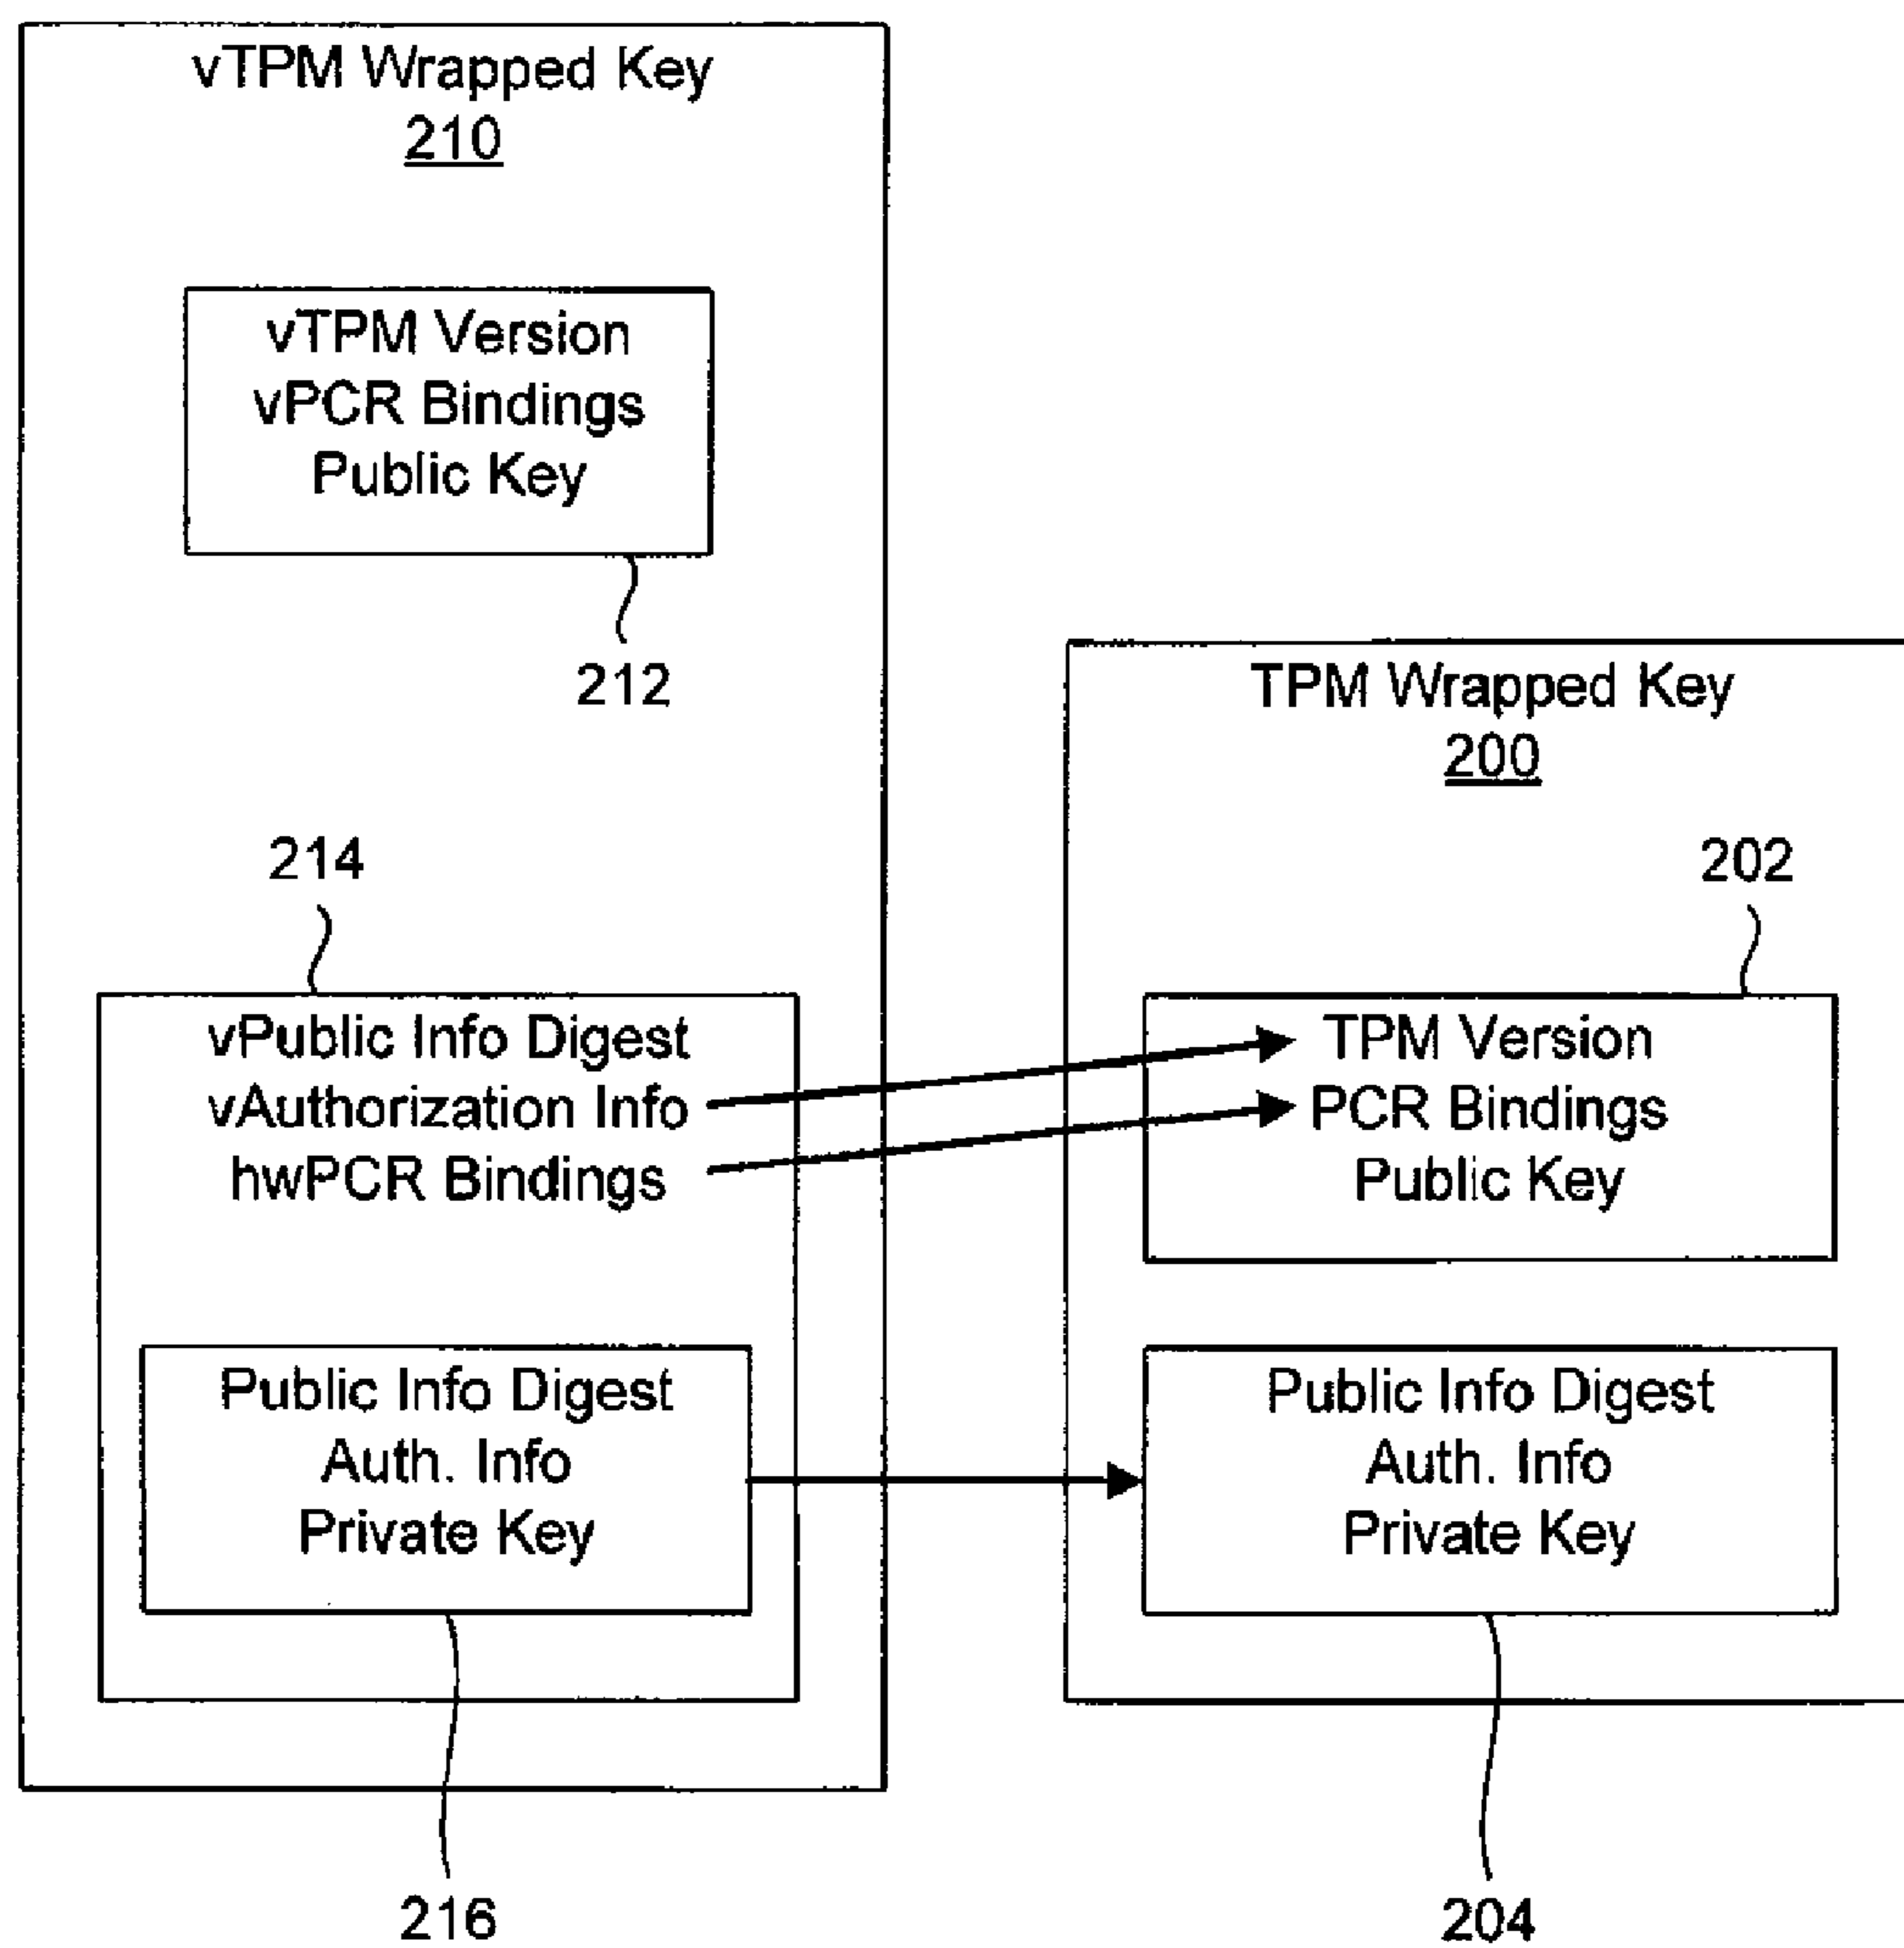 vTPM Wrapped Key
210
vTPM Version
vPCR Bindings
Public Key
212
214
vPublic Info Digest
vAuthorization Info
hwPCR Bindings
Public Info Digest
Auth. Info
Private Key
216
TPM Wrapped Key
200
202
TPM Version
PCR Bindings
Public Key
Public Info Digest
Auth. Info
Private Key
204